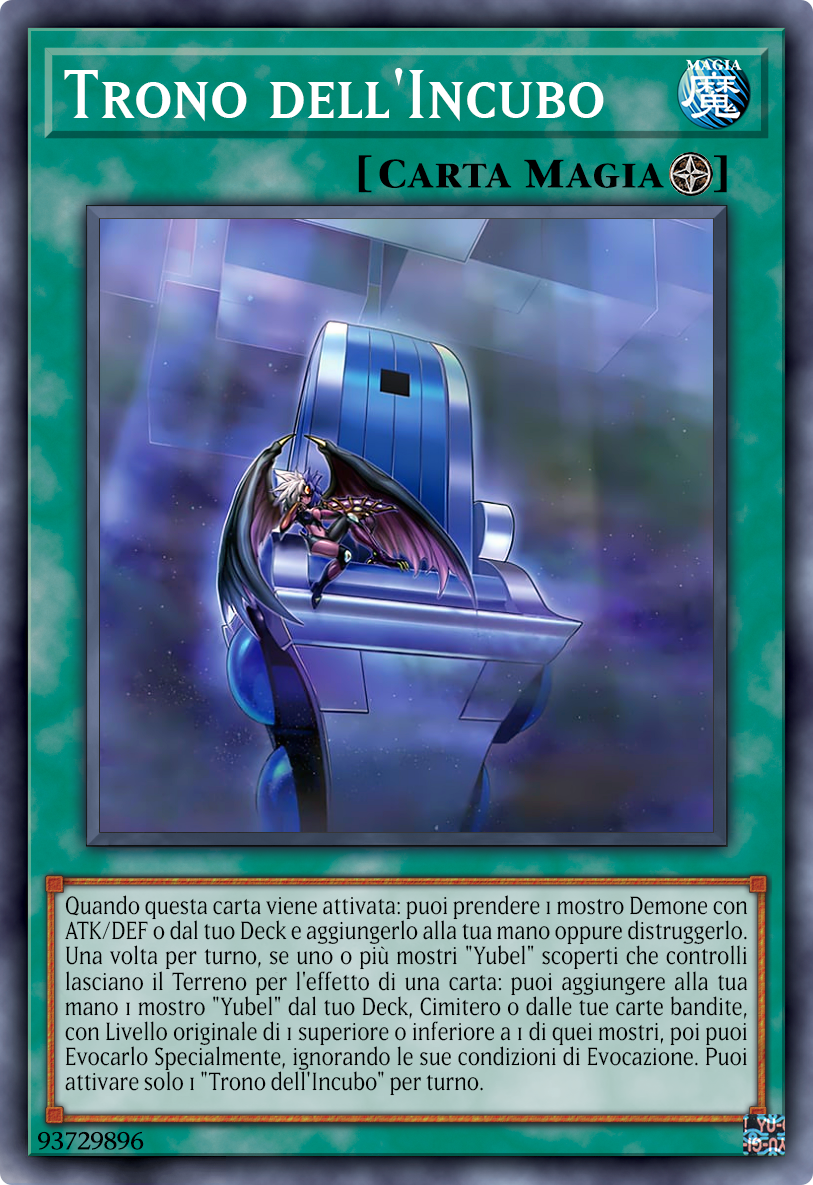 Trono dell'Incubo
MAGIA
魔
[Carta Magia]
Quando questa carta viene attivata: puoi prendere 1 mostro Demone con
ATK/DEF 0 dal tuo Deck e aggiungerlo alla tua mano oppure distruggerlo.
Una volta per turno, se uno o più mostri "Yubel" scoperti che controlli
lasciano il Terreno per l'effetto di una carta: puoi aggiungere alla tua
mano 1 mostro "Yubel" dal tuo Deck, Cimitero o dalle tue carte bandite,
con Livello originale di 1 superiore o inferiore a 1 di quei mostri, poi puoi
Evocarlo Specialmente, ignorando le sue condizioni di Evocazione. Puoi
attivare solo 1 "Trono dell'Incubo" per turno.
93729896